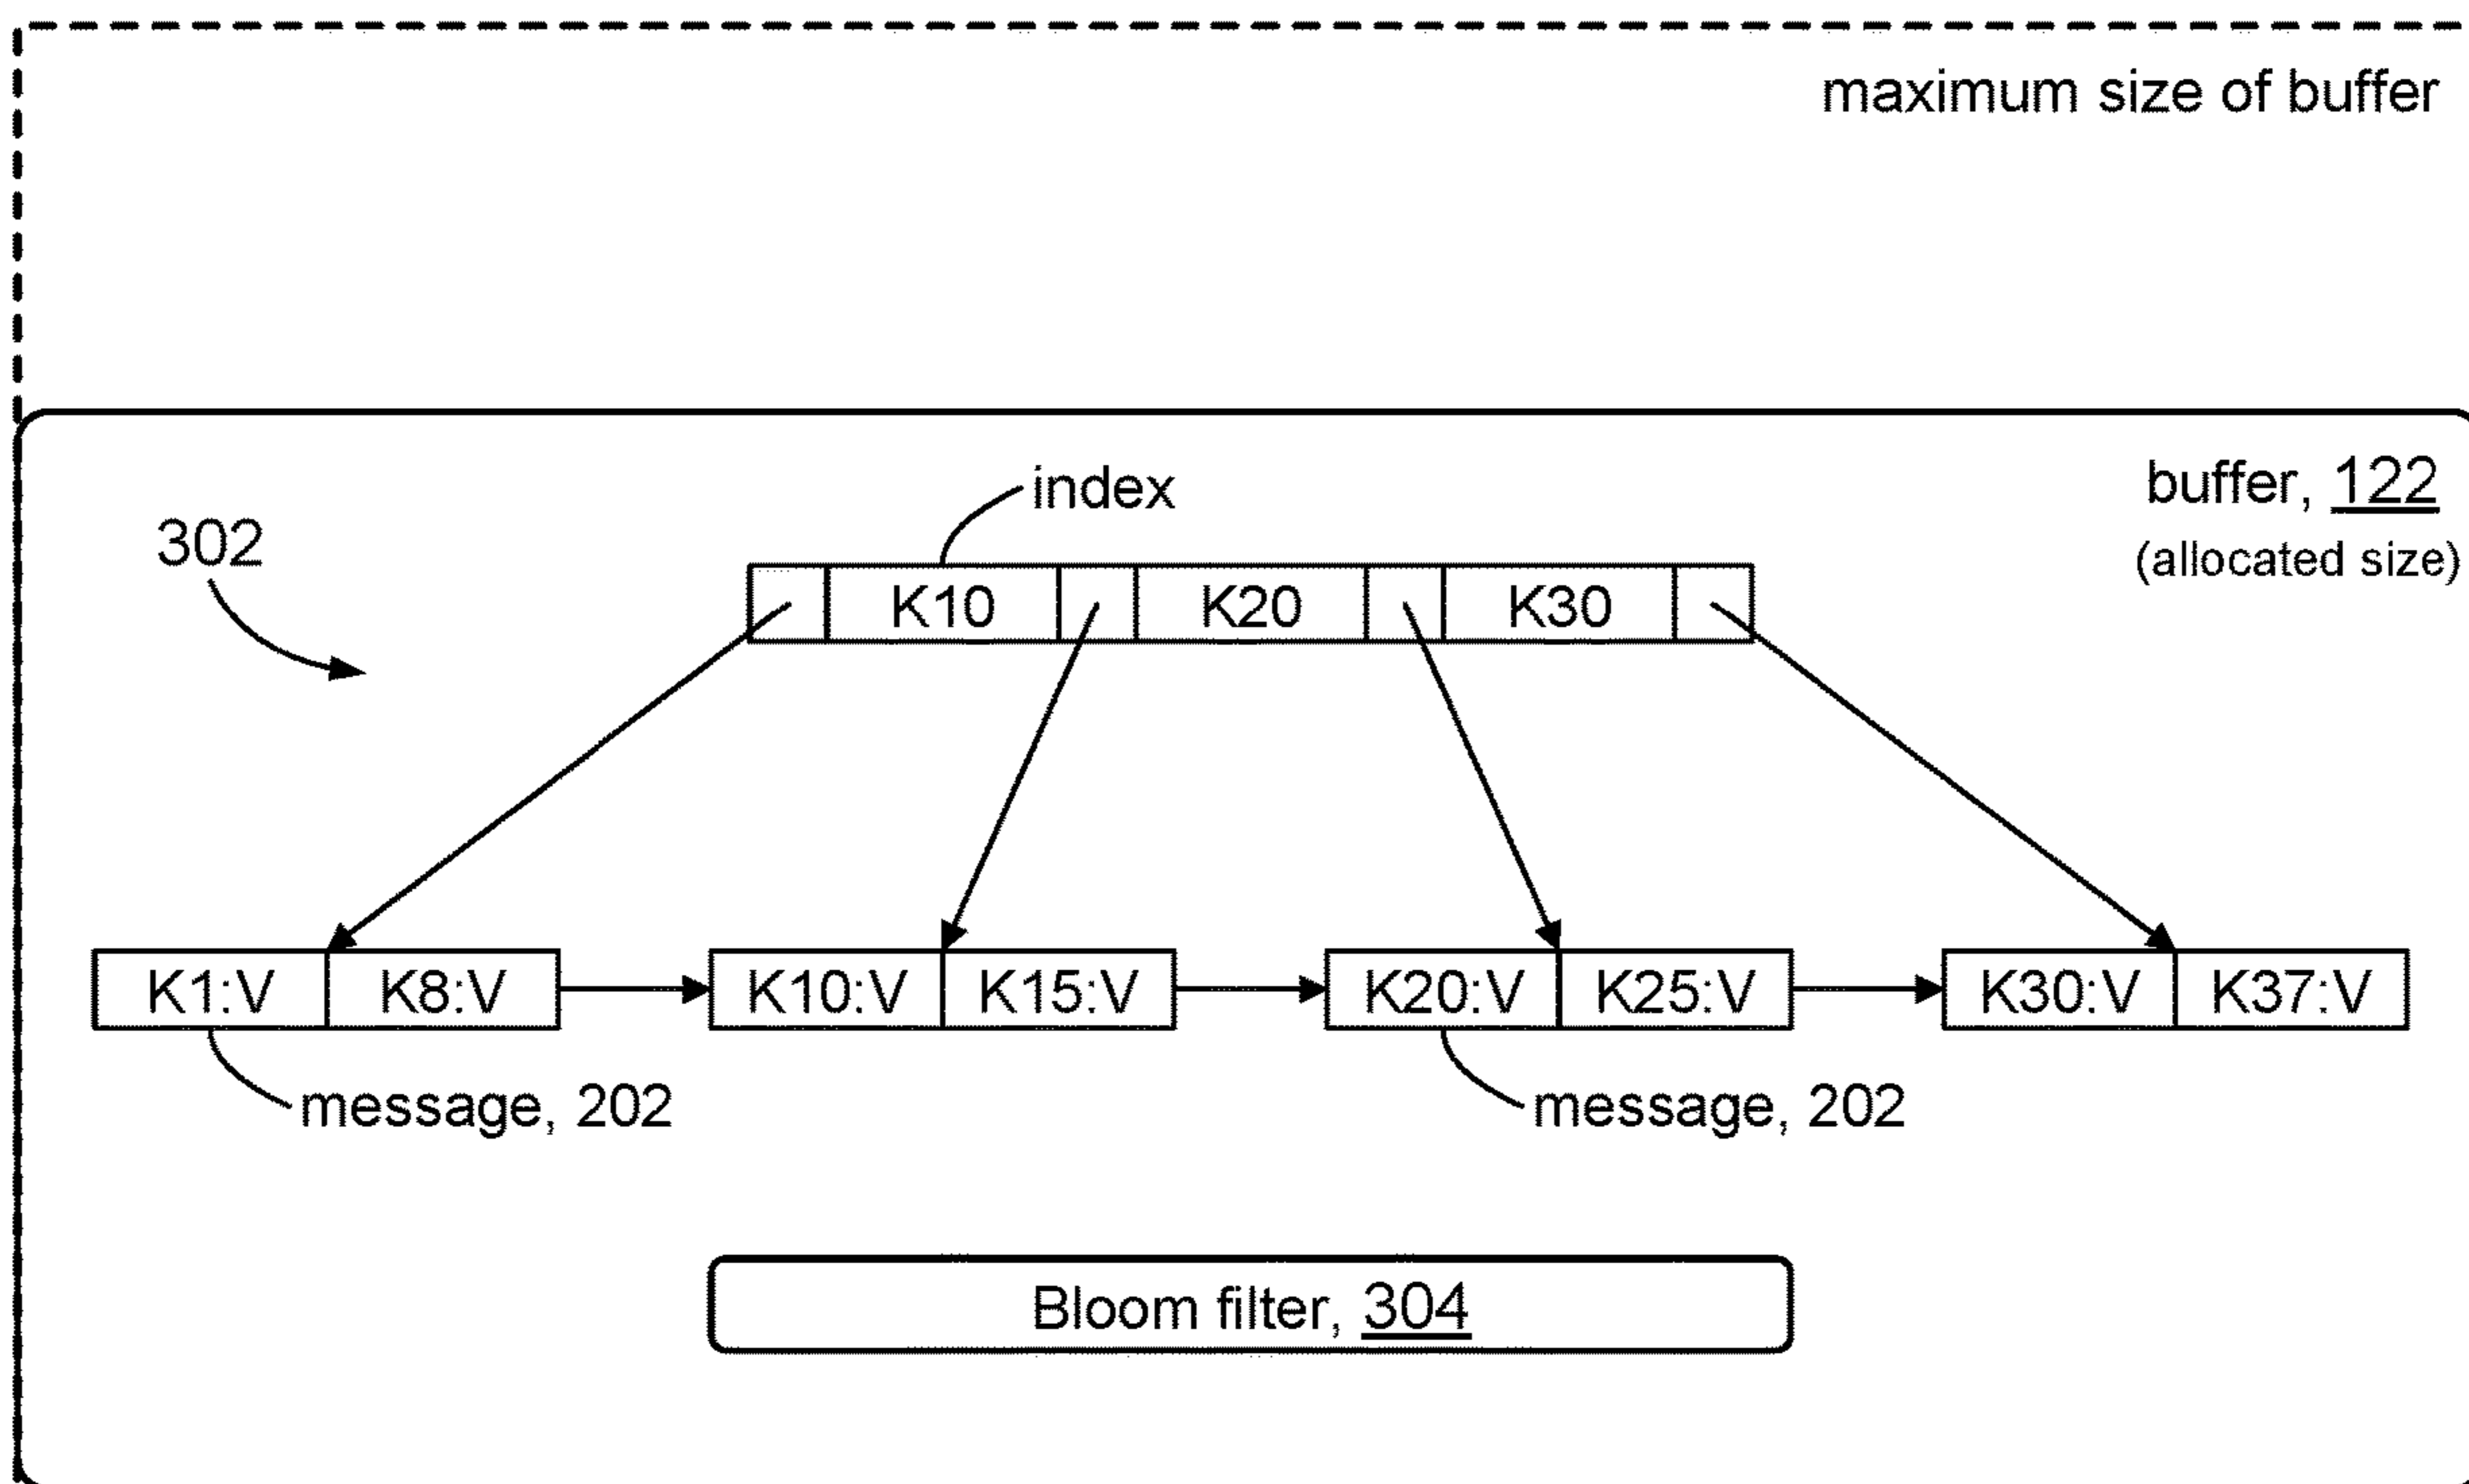 maximum size of buffer
index
buffer, 122
(allocated size)
302
K10 K20 K30
K1:V K8:V K10:V K15:V K20:V K25:V K30:V K37:V
message, 202 message, 202
Bloom filter, 304